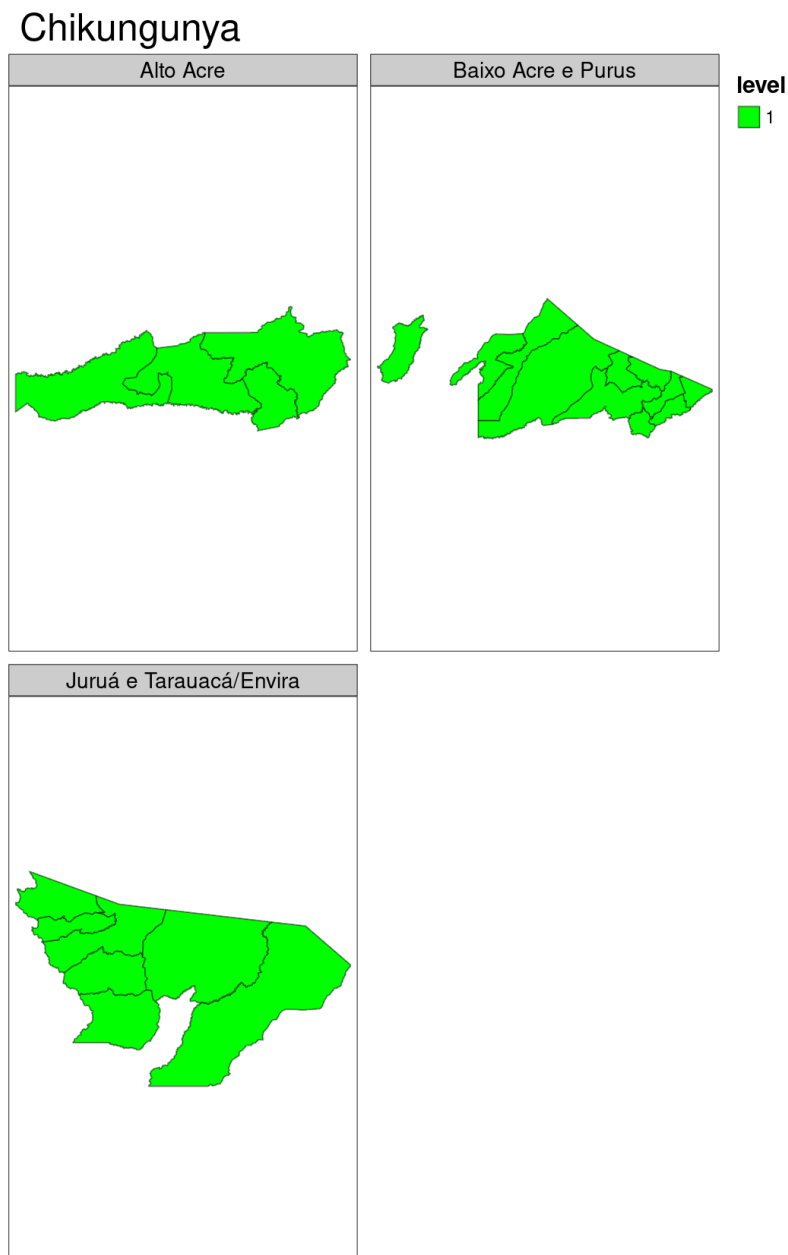 Chikungunya
Alto Acre
Baixo Acre e Purus
level
1
Juruá e Tarauacá/Envira